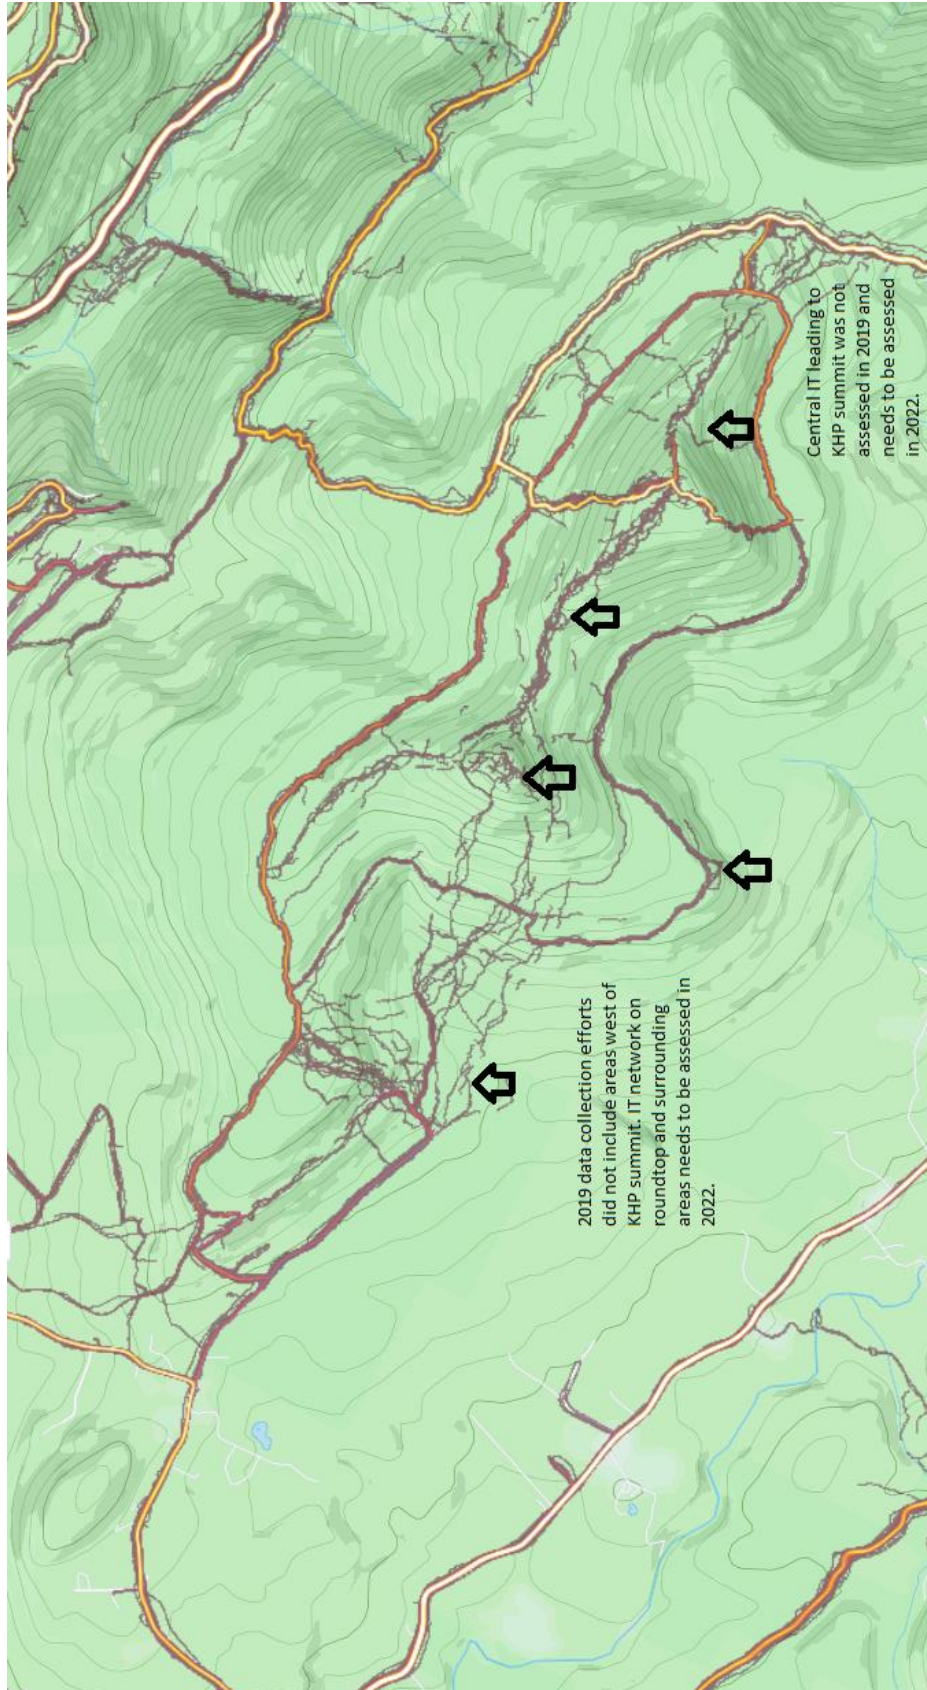 Central IT leading to
KHP summit was not
assessed in 2019 and
needs to be assessed
in 2022.
2019 data collection efforts
did not include areas west of
KHP summit. IT network on
roundtop and surrounding
areas needs to be assessed in
2022.